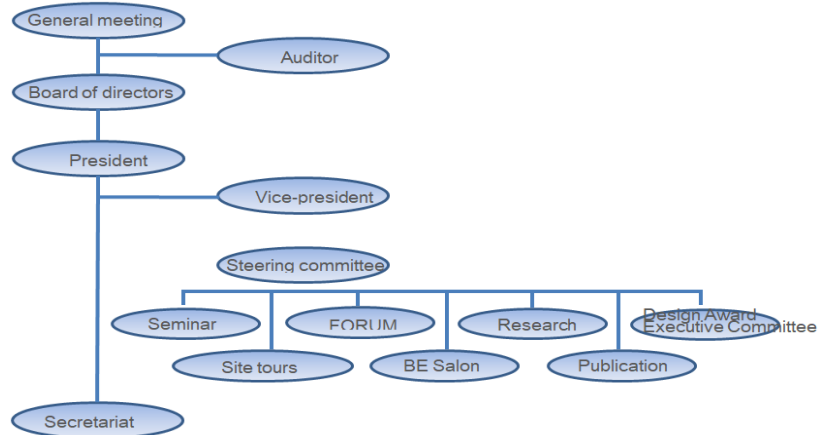 General meeting
Auditor
Board of directors
President
Vice-president
Steering committee
Seminar
FORUM
Research
Design Award
Executive Committee
Site tours
BE Salon
Publication
Secretariat